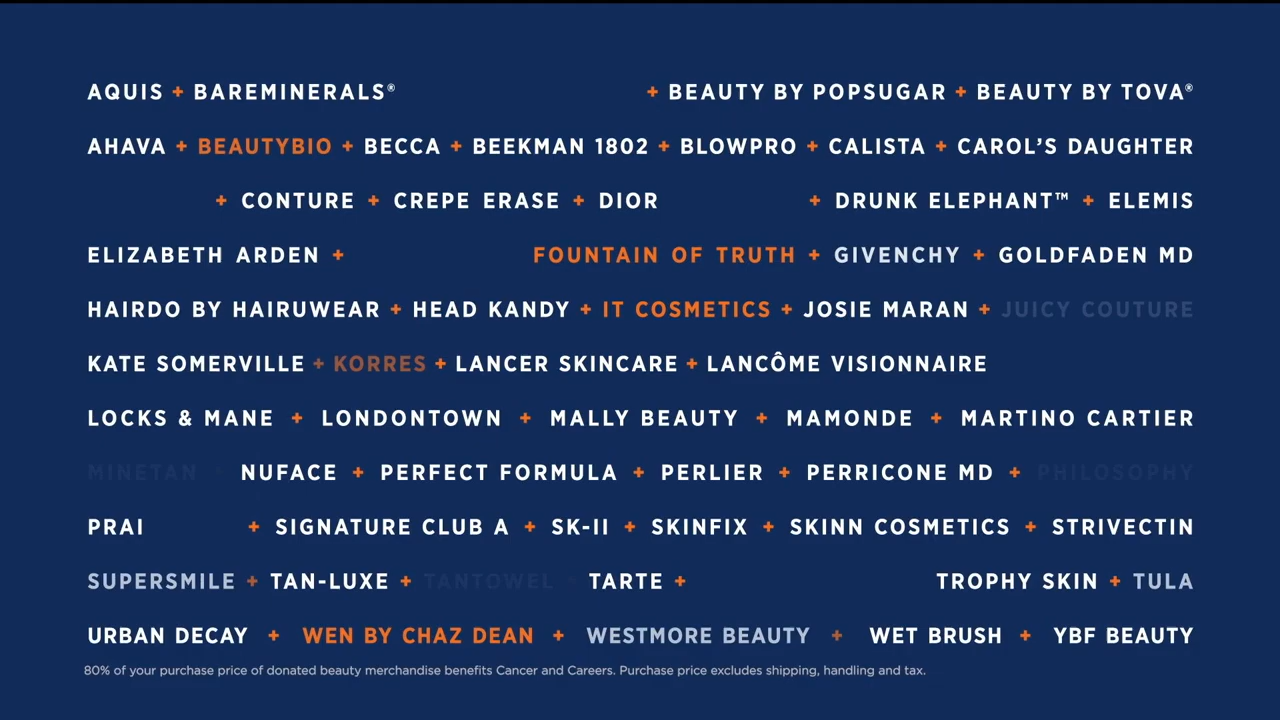 AQUIS + BAREMINERALS® + BEAUTY BY POPSUGAR + BEAUTY BY TOVA®
AHAVA + BEAUTYBIO + BECCA + BEEKMAN 1802 + BLOWPRO + CALISTA + CAROL'S DAUGHTER
+ CONTURE + CREPE ERASE + DIOR + DRUNK ELEPHANT™ + ELEMIS
ELIZABETH ARDEN + FOUNTAIN OF TRUTH + GIVENCHY + GOLDFADEN MD
HAIRDO BY HAIRUWEAR + HEAD KANDY + IT COSMETICS + JOSIE MARAN + JUICY COUTURE
KATE SOMERVILLE + KORRES + LANCER SKINCARE + LANCÔME VISIONNAIRE
LOCKS & MANE + LONDONTOWN + MALLY BEAUTY + MAMONDE + MARTINO CARTIER
MINETAN + NUFACE + PERFECT FORMULA + PERLIER + PERRICONE MD + PHILOSOPHY
PRAI + SIGNATURE CLUB A + SK-II + SKINFIX + SKINN COSMETICS + STRIVECTIN
SUPERSMILE + TAN-LUXE + TANTOWEL + TARTE + TROPHY SKIN + TULA
URBAN DECAY + WEN BY CHAZ DEAN + WESTMORE BEAUTY + WET BRUSH + YBF BEAUTY
80% of your purchase price of donated beauty merchandise benefits Cancer and Careers. Purchase price excludes shipping, handling and tax.